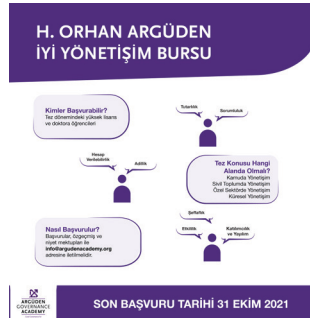 H. ORHAN ARGÜDEN
İYİ YÖNETİŞİM BURSU
Kimler Başvurabilir?
Tez dönemindeki yüksek lisans
ve doktora öğrencileri
Tutarlılık
Sorumluluk
Hesap
Verilebilirlik
Adillik
Tez Konusu Hangi
Alanda Olmalı?
Kamuda Yönetişim
Sivil Toplumda Yönetişim
Özel Sektörde Yönetişim
Küresel Yönetişim
Nasıl Başvurulur?
Başvurular, özgeçmiş ve
niyet mektupları ile
info@argudenacademy.org
adresine iletilmelidir.
Şeffaflık
Etkililik
Katılımcılık
ve Yayılım
ARGÜDEN
GOVERNANCE
ACADEMY
SON BAŞVURU TARİHİ 31 EKİM 2021